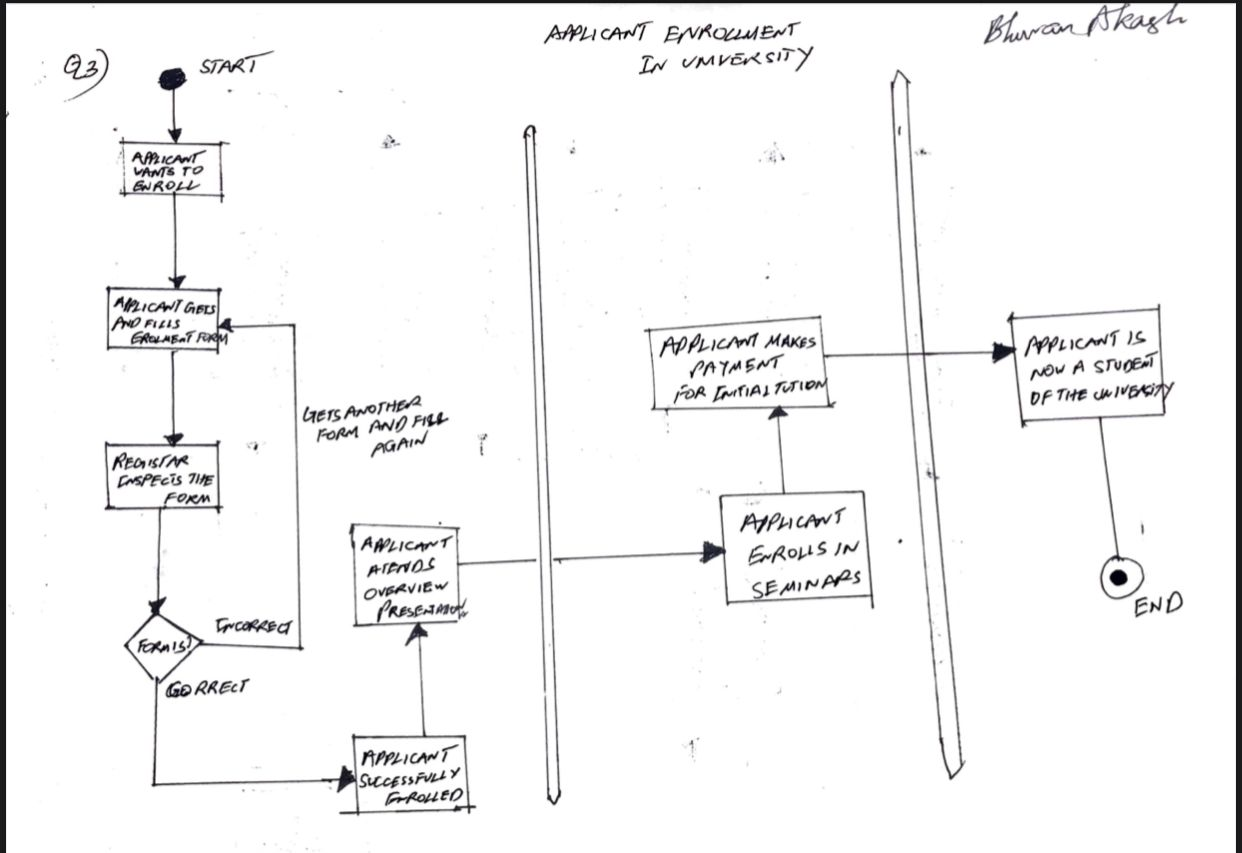 Q3)
START
APPLICANT ENROLLMENT
IN UNIVERSITY
Bhuvan Akash
APPLICANT
WANTS TO
ENROLL
APPLICANT GETS
AND FILLS
EROLMENT FORM
GETS ANOTHER
FORM AND FILL
AGAIN
REGISTAR
INSPECTS THE
FORM
FORM IS?
INCORRECT
CORRECT
APPLICANT
SUCCESSFULLY
ENROLLED
APPLICANT
ATENDS
OVERVIEW
PRESENTATION
APPLICANT
ENROLLS IN
SEMINARS
APPLICANT MAKES
PAYMENT
FOR INITIAL TUTION
APPLICANT IS
NOW A STUDENT
OF THE UNIVERSITY
END